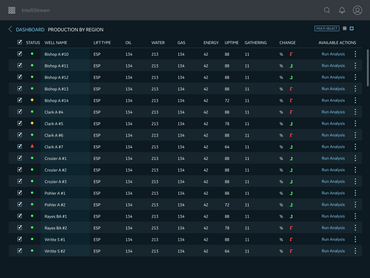 IntelliStream
DASHBOARD PRODUCTION BY REGION MULTI-SELECT
STATUS WELL NAME LIFT TYPE OIL WATER GAS ENERGY UPTIME GATHERING CHANGE AVAILABLE ACTIONS
Bishop A #10 ESP 134 213 134 42 88 11 % Run Analysis
Bishop A #11 ESP 134 213 134 42 88 11 % Run Analysis
Bishop A #12 ESP 134 213 134 42 88 11 % Run Analysis
Bishop A #13 ESP 134 213 134 42 88 11 % Run Analysis
Bishop A #14 ESP 134 213 134 42 72 11 % Run Analysis
Clark A #4 ESP 134 213 134 42 88 11 % Run Analysis
Clark A #5 ESP 134 213 134 42 78 11 % Run Analysis
Clark A #6 ESP 134 213 134 42 88 11 % Run Analysis
Clark A #7 ESP 134 213 134 42 64 11 % Run Analysis
Crozier A #1 ESP 134 213 134 42 88 11 % Run Analysis
Crozier A #2 ESP 134 213 134 42 88 11 % Run Analysis
Crozier A #3 ESP 134 213 134 42 88 11 % Run Analysis
Pohler A #1 ESP 134 213 134 42 88 11 % Run Analysis
Pohler A #2 ESP 134 213 134 42 72 11 % Run Analysis
Rayes BA #1 ESP 134 213 134 42 88 11 % Run Analysis
Rayes BA #2 ESP 134 213 134 42 78 11 % Run Analysis
Writte S #1 ESP 134 213 134 42 88 11 % Run Analysis
Writte S #2 ESP 134 213 134 42 64 11 % Run Analysis